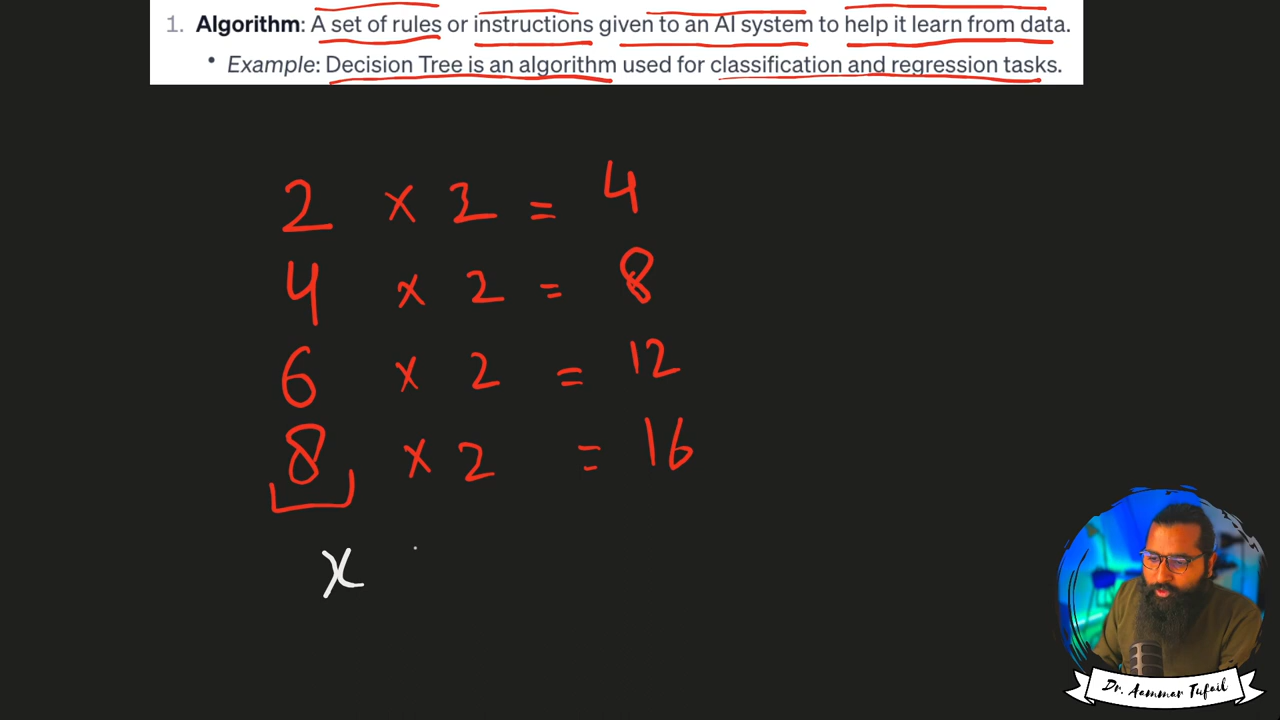 1. Algorithm: A set of rules or instructions given to an AI system to help it learn from data.
• Example: Decision Tree is an algorithm used for classification and regression tasks.
2 × 2 = 4
4 × 2 = 8
6 × 2 = 12
8 × 2 = 16
x
Dr. Aammar Tufail